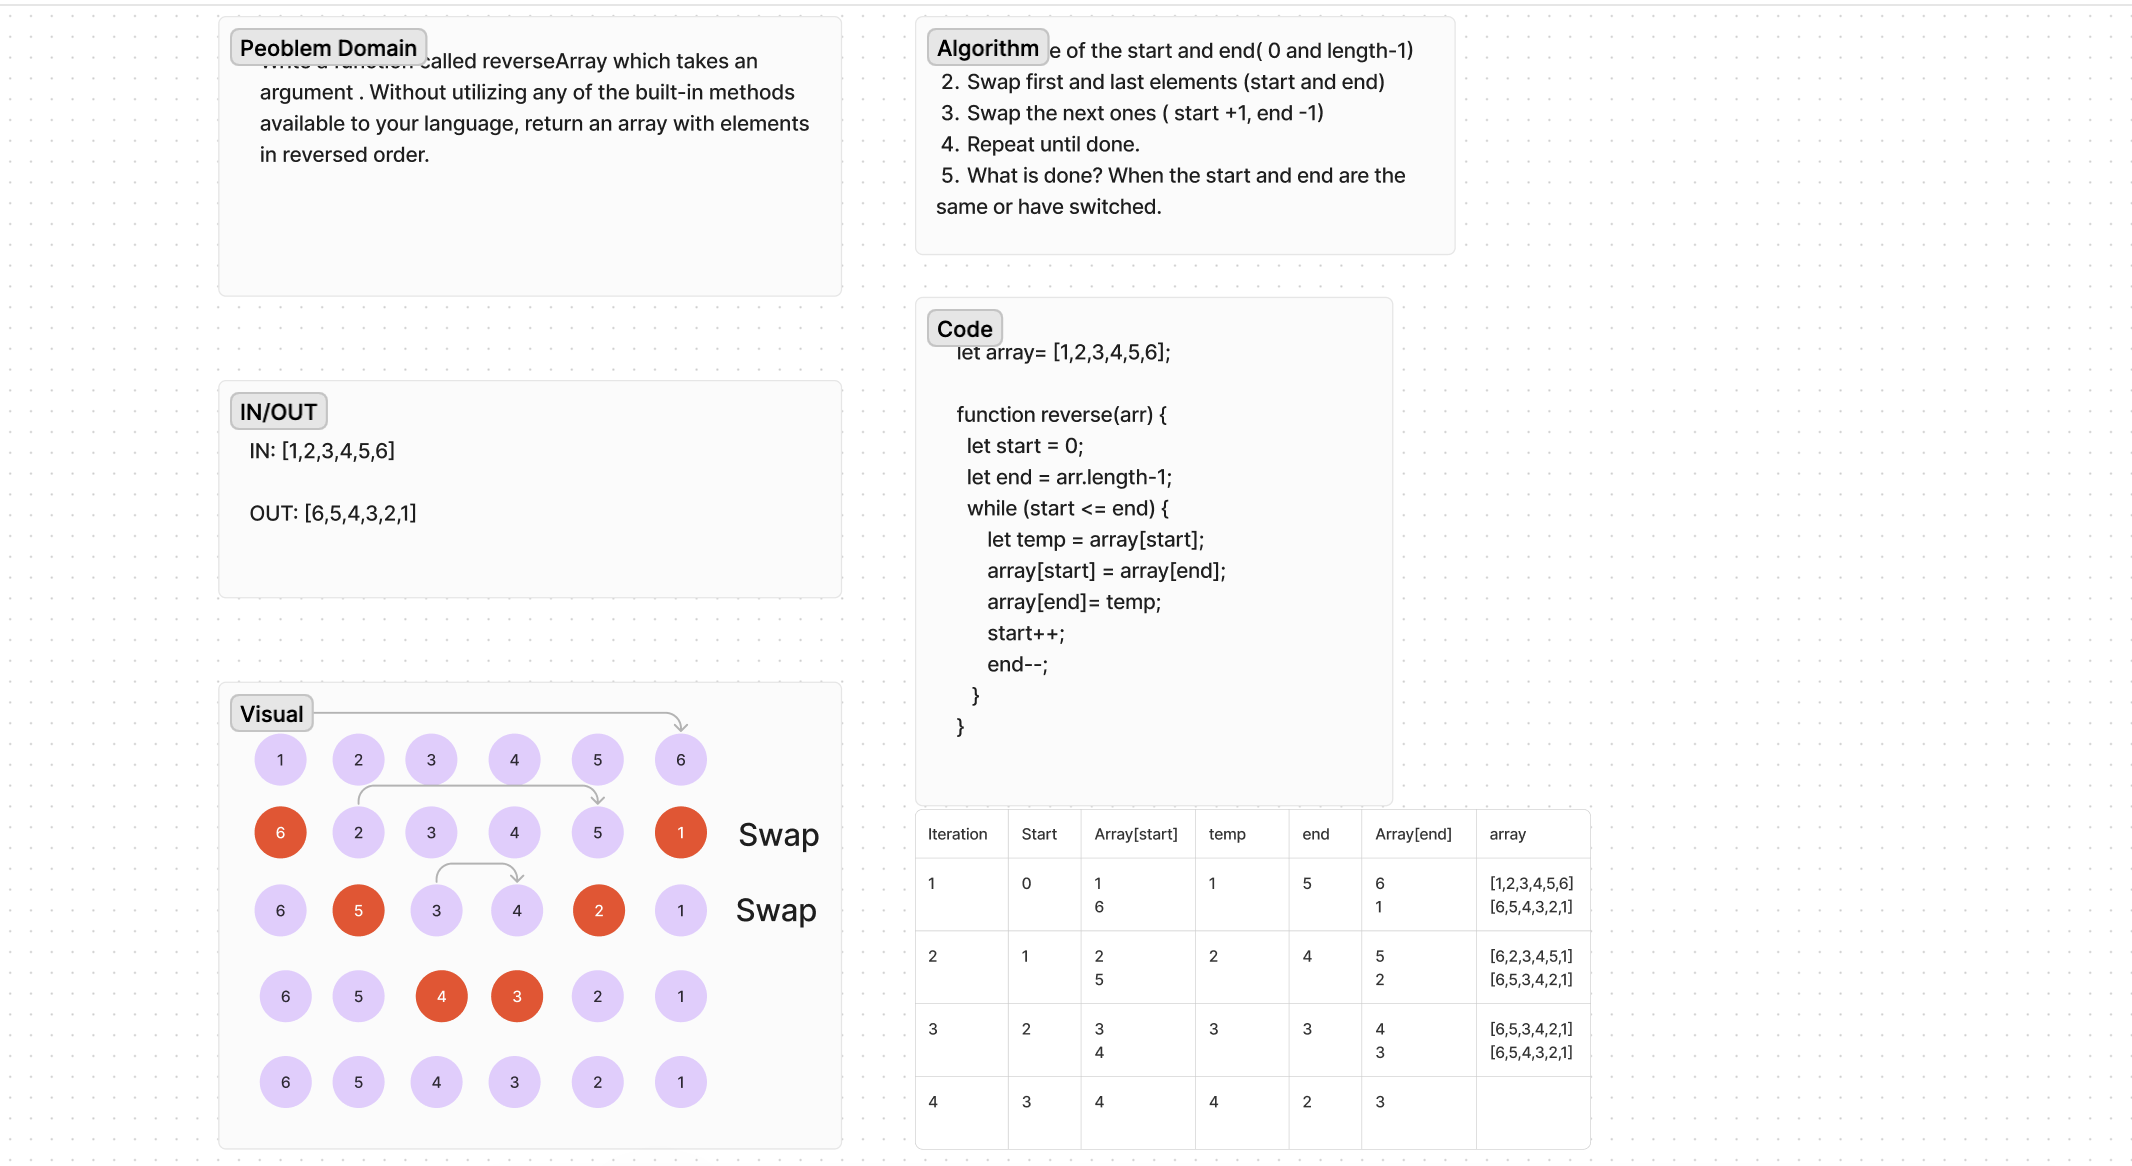 Peoblem Domain
called reverseArray which takes an
argument . Without utilizing any of the built-in methods
available to your language, return an array with elements
in reversed order.
IN/OUT
IN: [1,2,3,4,5,6]
OUT: [6,5,4,3,2,1]
Visual
1 2 3 4 5 6
6 2 3 4 5 1 Swap
6 5 3 4 2 1 Swap
6 5 4 3 2 1
6 5 4 3 2 1
Algorithm
e of the start and end( 0 and length-1)
2. Swap first and last elements (start and end)
3. Swap the next ones ( start +1, end -1)
4. Repeat until done.
5. What is done? When the start and end are the
same or have switched.
Code
let array= [1,2,3,4,5,6];
function reverse(arr) {
let start = 0;
let end = arr.length-1;
while (start <= end) {
let temp = array[start];
array[start] = array[end];
array[end]= temp;
start++;
end--;
}
}
Iteration Start Array[start] temp end Array[end] array
1 0 1 1 5 6 [1,2,3,4,5,6]
6 1 [6,5,4,3,2,1]
2 1 2 2 4 5 [6,2,3,4,5,1]
5 2 [6,5,3,4,2,1]
3 2 3 3 3 4 [6,5,3,4,2,1]
4 3 [6,5,4,3,2,1]
4 3 4 4 2 3